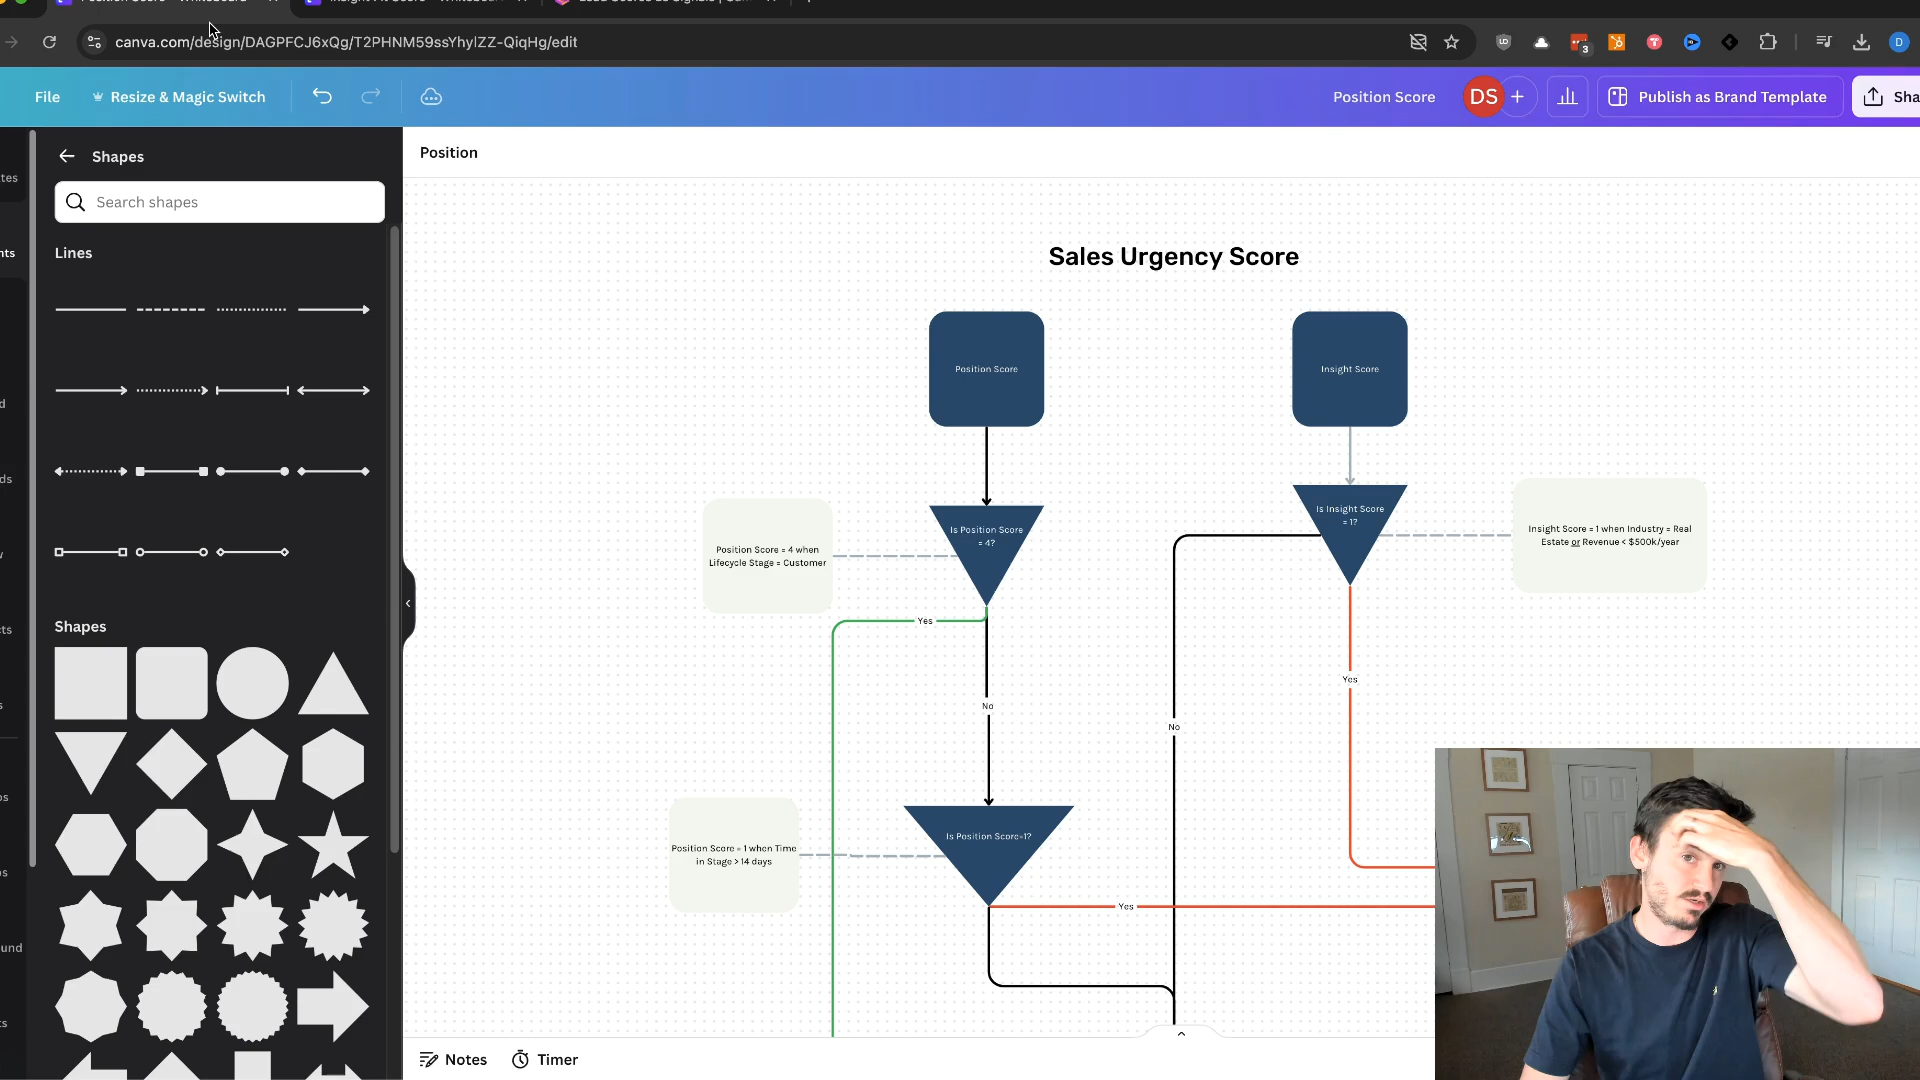 canva.com/design/DAGPFCJ6xQg/T2PHNM59ssYhylZZ-QiqHg/edit
3
D
File
Resize & Magic Switch
Position Score
DS
+
Publish as Brand Template
Sha
Shapes
Search shapes
Lines
Shapes
tes
nts
Position
Sales Urgency Score
Position Score
Insight Score
Is Position Score
= 4?
Is Insight Score
= 1?
Position Score = 4 when
Lifecycle Stage = Customer
Insight Score = 1 when Industry = Real
Estate or Revenue < $500k/year
Yes
Yes
No
No
Is Position Score=1?
Position Score = 1 when Time
in Stage > 14 days
Yes
Notes
Timer